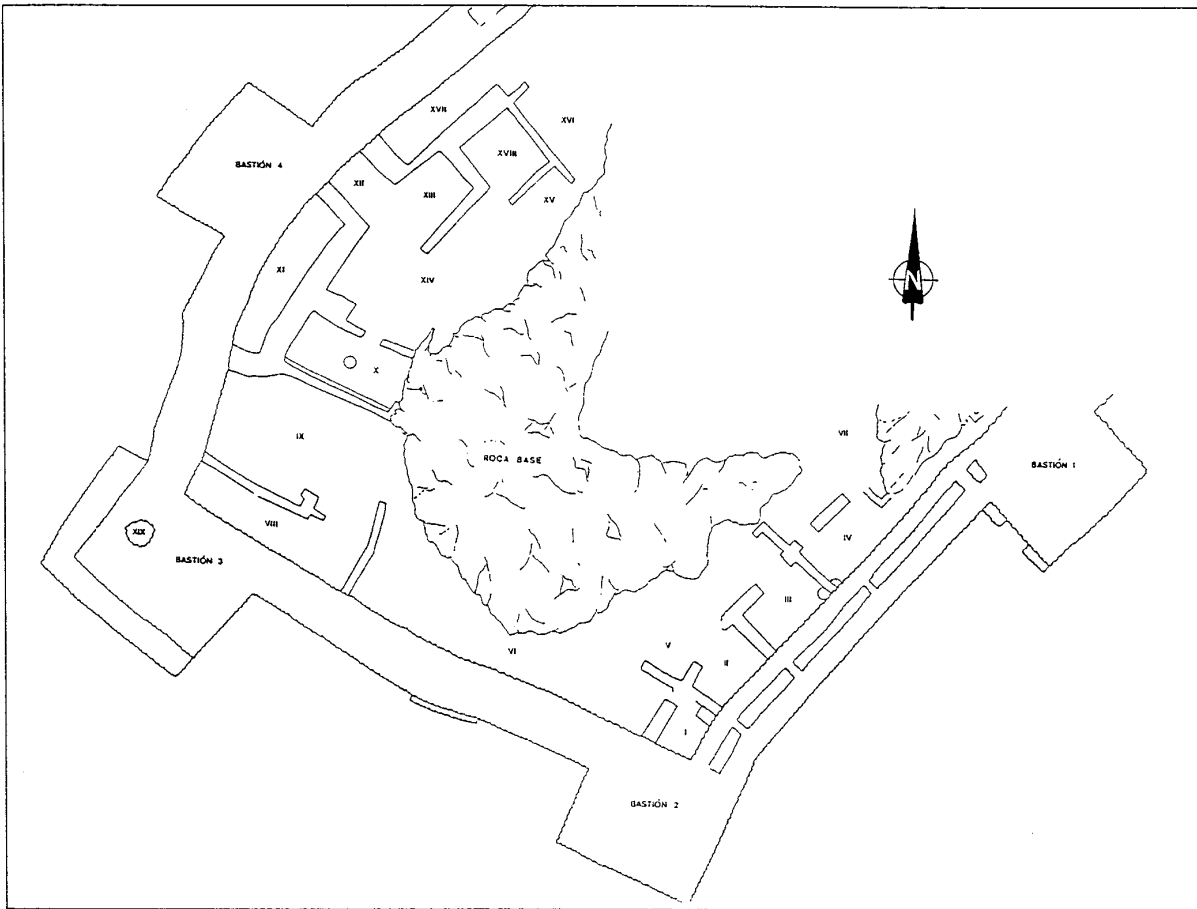 XVII
XVI
BASTIÓN 4
XVIII
XII
XIII
XV
XI
XIV
N
X
IX
VII
ROCA BASE
BASTIÓN 1
VIII
XIX
IV
BASTIÓN 3
III
V
II
VI
I
BASTIÓN 2